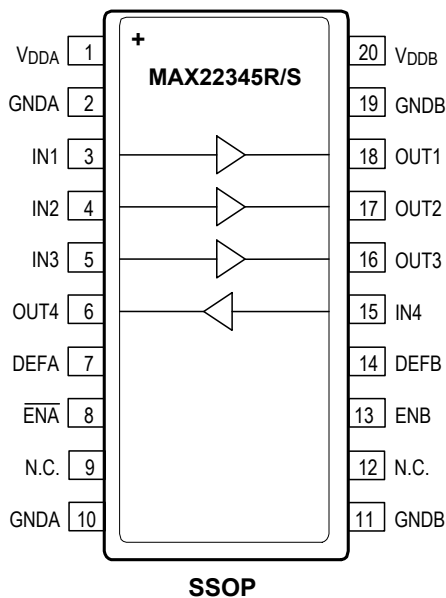 +
MAX22345R/S
VDDA 1 20 VDDB
GNDA 2 19 GNDB
IN1 3 18 OUT1
IN2 4 17 OUT2
IN3 5 16 OUT3
OUT4 6 15 IN4
DEFA 7 14 DEFB
E̅N̅A̅ 8 13 ENB
N.C. 9 12 N.C.
GNDA 10 11 GNDB
SSOP